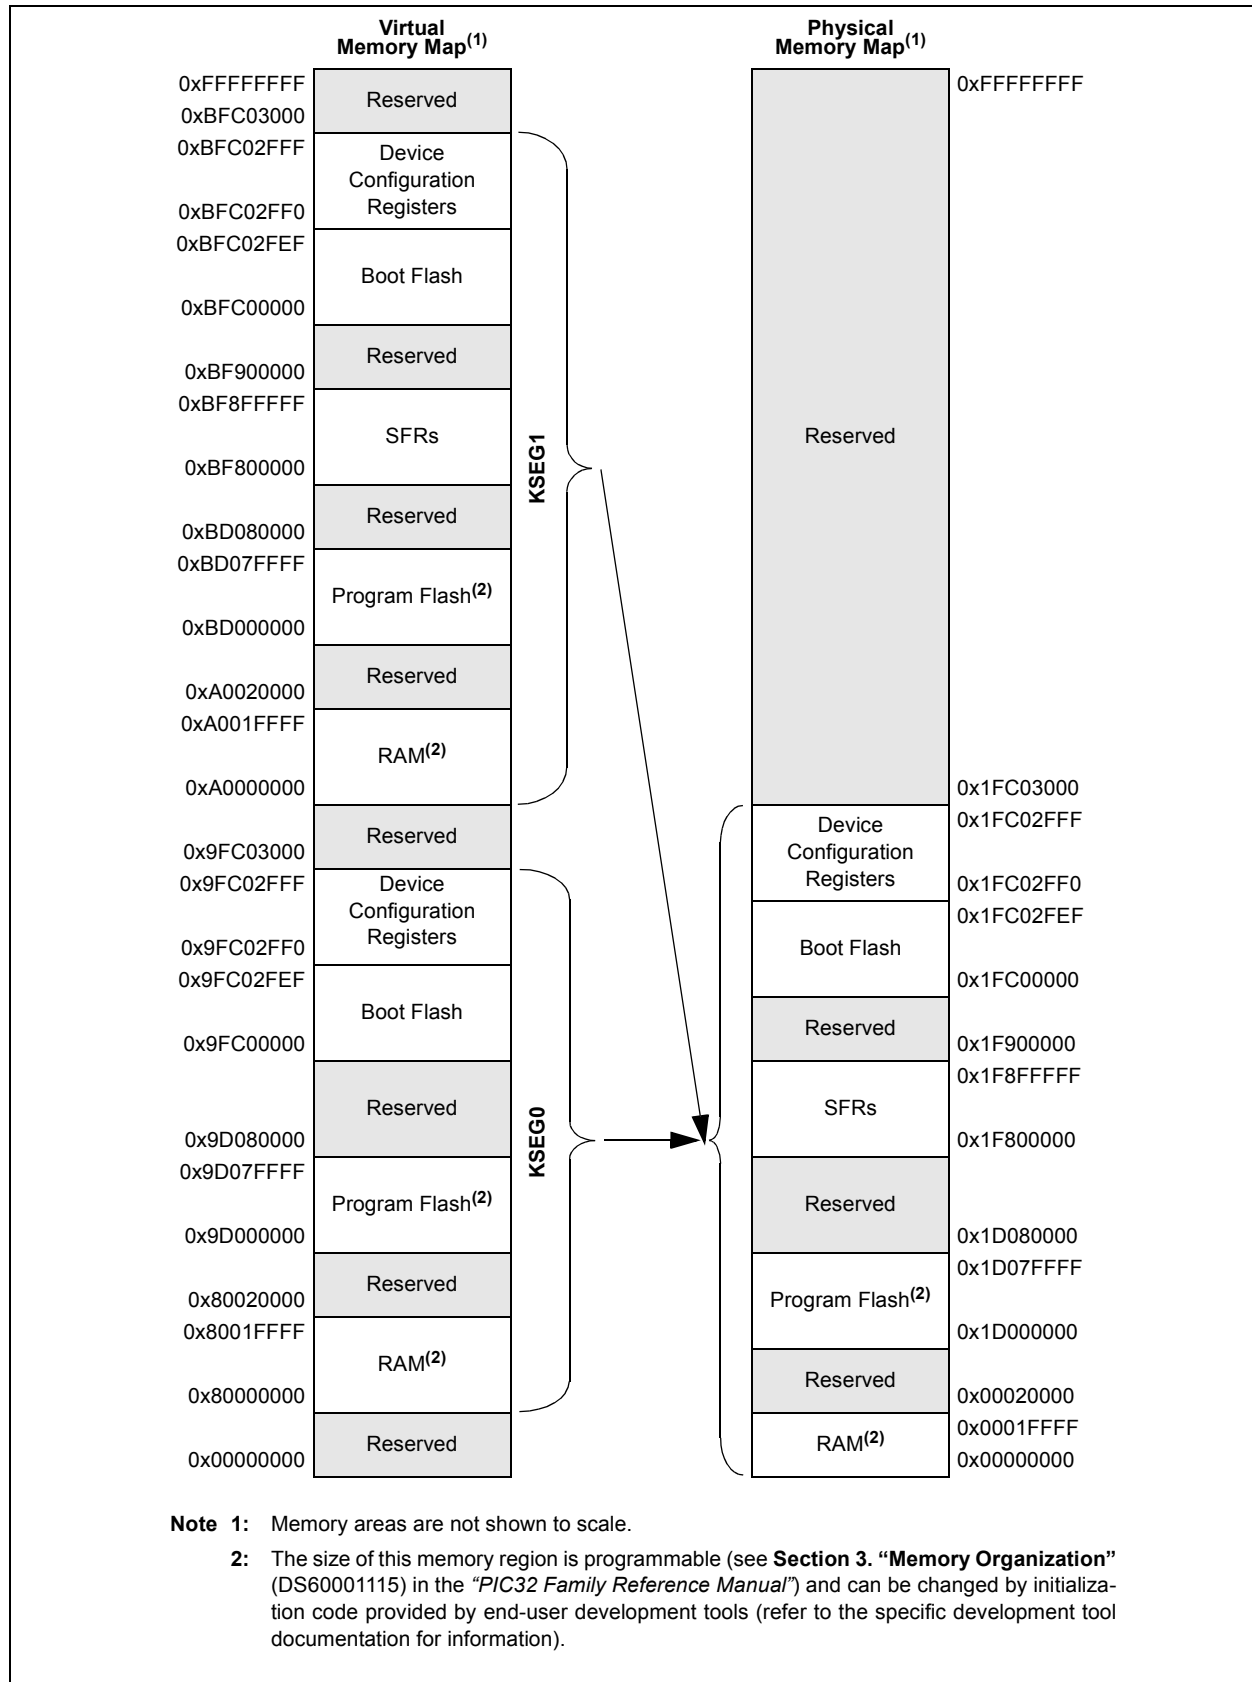 Virtual
Memory Map(1)
Physical
Memory Map(1)
0xFFFFFFFF
Reserved
0xBFC03000
0xBFC02FFF
Device
Configuration
Registers
0xBFC02FF0
0xBFC02FEF
Boot Flash
0xBFC00000
Reserved
0xBF900000
0xBF8FFFFF
SFRs
0xBF800000
Reserved
0xBD080000
0xBD07FFFF
Program Flash(2)
0xBD000000
Reserved
0xA0020000
0xA001FFFF
RAM(2)
0xA0000000
KSEG1
Reserved
0x9FC03000
0x9FC02FFF
Device
Configuration
Registers
0x9FC02FF0
0x9FC02FEF
Boot Flash
0x9FC00000
Reserved
0x9D080000
0x9D07FFFF
Program Flash(2)
0x9D000000
Reserved
0x80020000
0x8001FFFF
RAM(2)
0x80000000
KSEG0
Reserved
0x00000000
0xFFFFFFFF
Reserved
0x1FC03000
0x1FC02FFF
Device
Configuration
Registers
0x1FC02FF0
0x1FC02FEF
Boot Flash
0x1FC00000
Reserved
0x1F900000
0x1F8FFFFF
SFRs
0x1F800000
Reserved
0x1D080000
0x1D07FFFF
Program Flash(2)
0x1D000000
Reserved
0x00020000
0x0001FFFF
RAM(2)
0x00000000
Note 1: Memory areas are not shown to scale.
2: The size of this memory region is programmable (see Section 3. “Memory Organization”
(DS60001115) in the “PIC32 Family Reference Manual”) and can be changed by initializa-
tion code provided by end-user development tools (refer to the specific development tool
documentation for information).